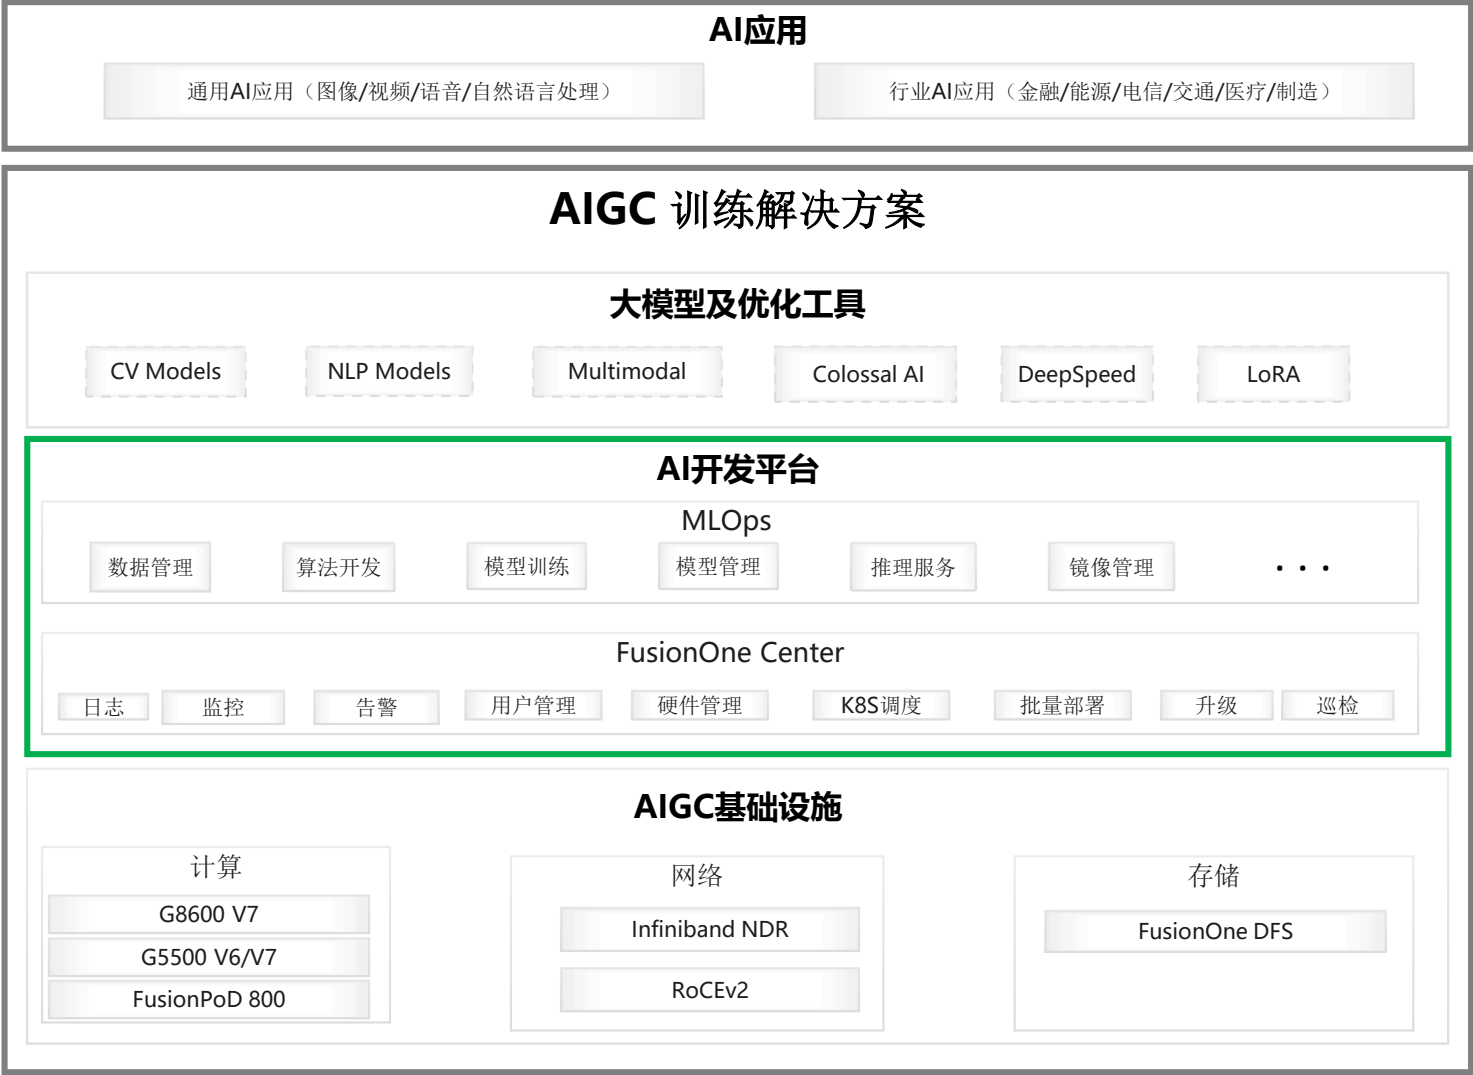 AI应用
通用AI应用（图像/视频/语音/自然语言处理）
行业AI应用（金融/能源/电信/交通/医疗/制造）
AIGC 训练解决方案
大模型及优化工具
CV Models
NLP Models
Multimodal
Colossal AI
DeepSpeed
LoRA
AI开发平台
MLOps
数据管理
算法开发
模型训练
模型管理
推理服务
镜像管理
· · ·
FusionOne Center
日志
监控
告警
用户管理
硬件管理
K8S调度
批量部署
升级
巡检
AIGC基础设施
计算
G8600 V7
G5500 V6/V7
FusionPoD 800
网络
Infiniband NDR
RoCEv2
存储
FusionOne DFS